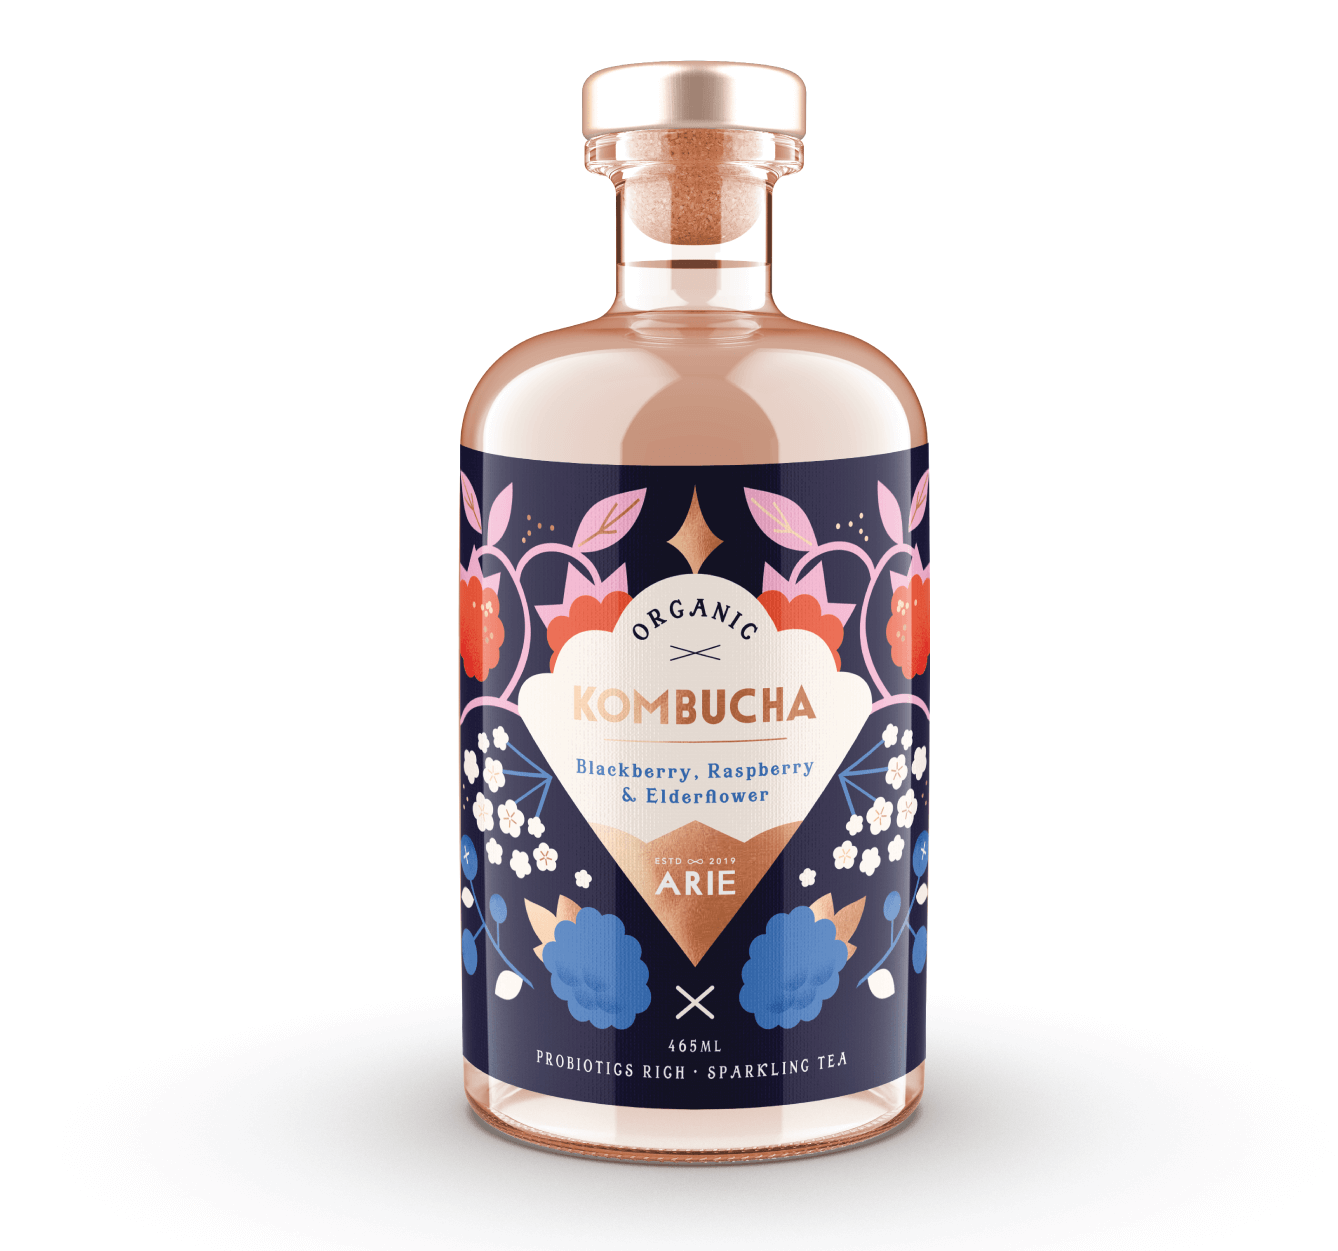 ORGANIC
KOMBUCHA
Blackberry, Raspberry
& Elderflower
ESTD 2019
ARIE
465ML
PROBIOTICS RICH · SPARKLING TEA